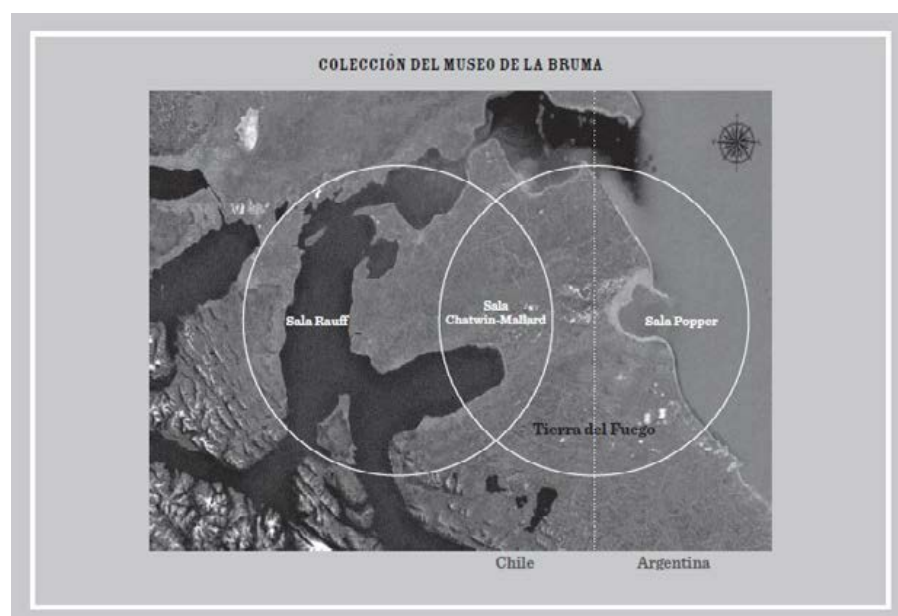 COLECCIÓN DEL MUSEO DE LA BRUMA
Sala Rauff
Sala
Chatwin-Mallard
Sala Popper
Tierra del Fuego
Chile
Argentina